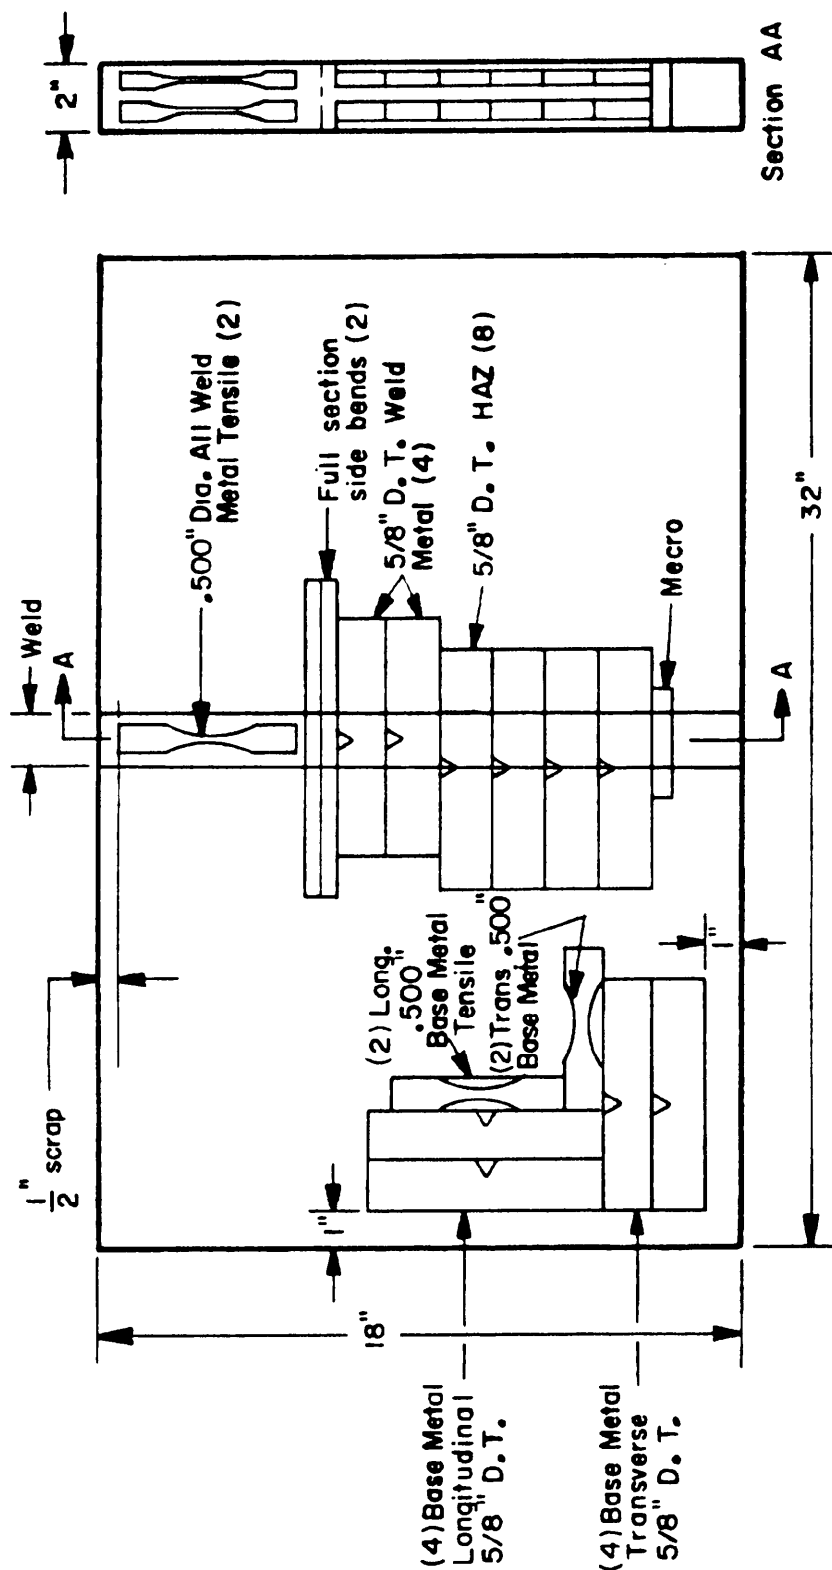 Weld
A
.500" Dia. All Weld
Metal Tensile (2)
Full section
side bends (2)
5/8" D. T. Weld
Metal (4)
5/8" D. T. HAZ (8)
Mecro
A
1/2" scrap
1"
18"
(2) Long.
.500"
Base Metal
Tensile
(2) Trans .500"
Base Metal
1"
(4) Base Metal
Longitudinal
5/8" D. T.
(4) Base Metal
Transverse
5/8" D. T.
32"
2"
Section AA